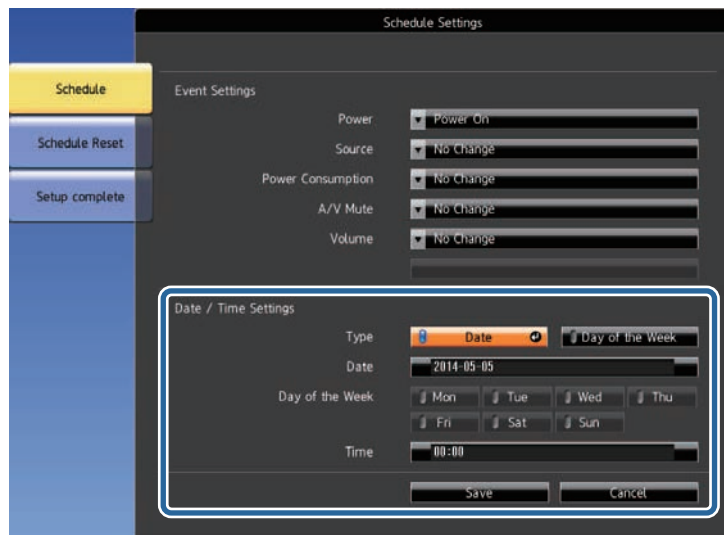 Schedule Settings
Schedule
Schedule Reset
Setup complete
Event Settings
Power Power On
Source No Change
Power Consumption No Change
A/V Mute No Change
Volume No Change
Date / Time Settings
Type Date Day of the Week
Date 2014-05-05
Day of the Week Mon Tue Wed Thu
Fri Sat Sun
Time 00:00
Save Cancel